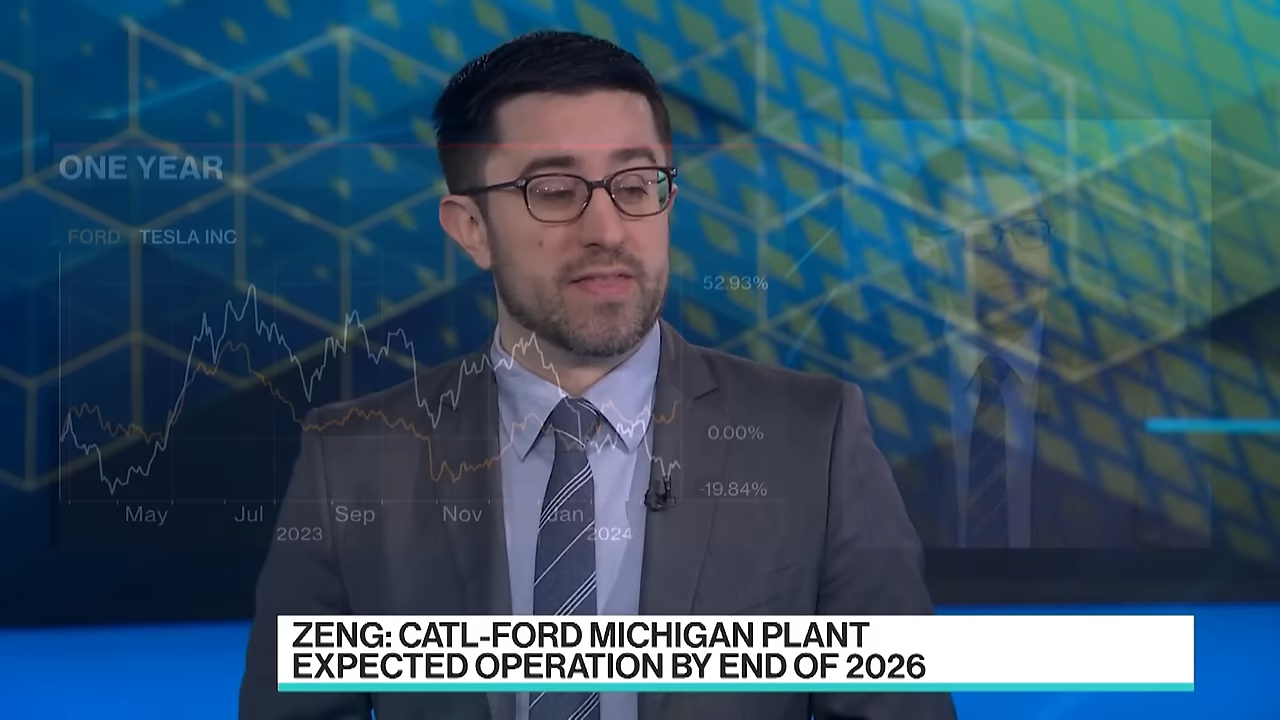 ONE YEAR
FORD TESLA INC
52.93%
0.00%
-19.84%
May Jul Sep Nov Jan
2023 2024
ZENG: CATL-FORD MICHIGAN PLANT
EXPECTED OPERATION BY END OF 2026